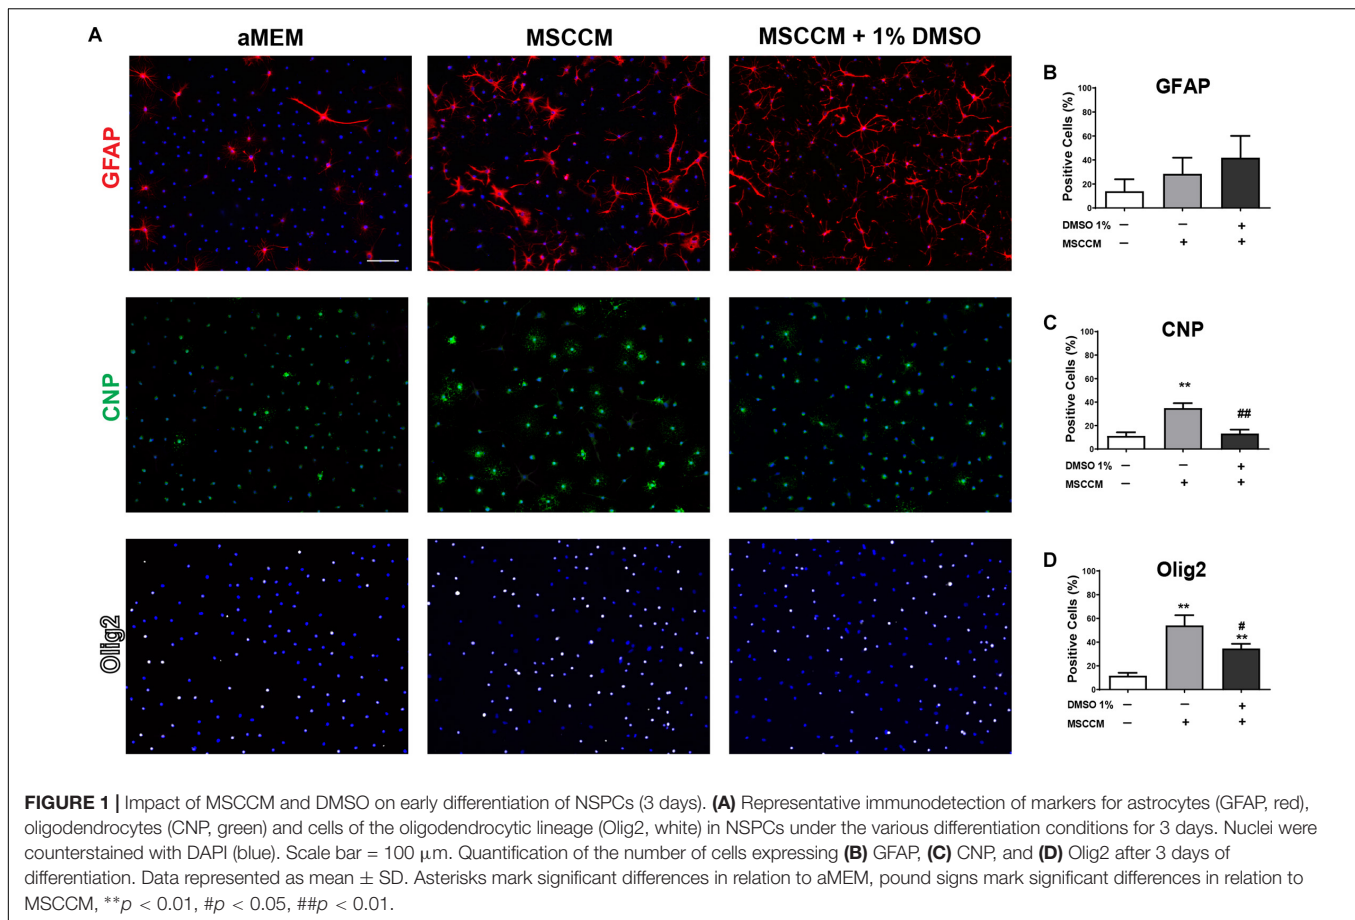 A
aMEM
MSCCM
MSCCM + 1% DMSO
GFAP
CNP
Olig2
B
GFAP
Positive Cells (%)
100
80
60
40
20
0
DMSO 1% − − +
MSCCM − + +
C
CNP
Positive Cells (%)
100
80
60
40
20
0
**
##
DMSO 1% − − +
MSCCM − + +
D
Olig2
Positive Cells (%)
100
80
60
40
20
0
**
#
**
DMSO 1% − − +
MSCCM − + +
FIGURE 1 | Impact of MSCCM and DMSO on early differentiation of NSPCs (3 days). (A) Representative immunodetection of markers for astrocytes (GFAP, red),
oligodendrocytes (CNP, green) and cells of the oligodendrocytic lineage (Olig2, white) in NSPCs under the various differentiation conditions for 3 days. Nuclei were
counterstained with DAPI (blue). Scale bar = 100 μm. Quantification of the number of cells expressing (B) GFAP, (C) CNP, and (D) Olig2 after 3 days of
differentiation. Data represented as mean ± SD. Asterisks mark significant differences in relation to aMEM, pound signs mark significant differences in relation to
MSCCM, **p < 0.01, #p < 0.05, ##p < 0.01.